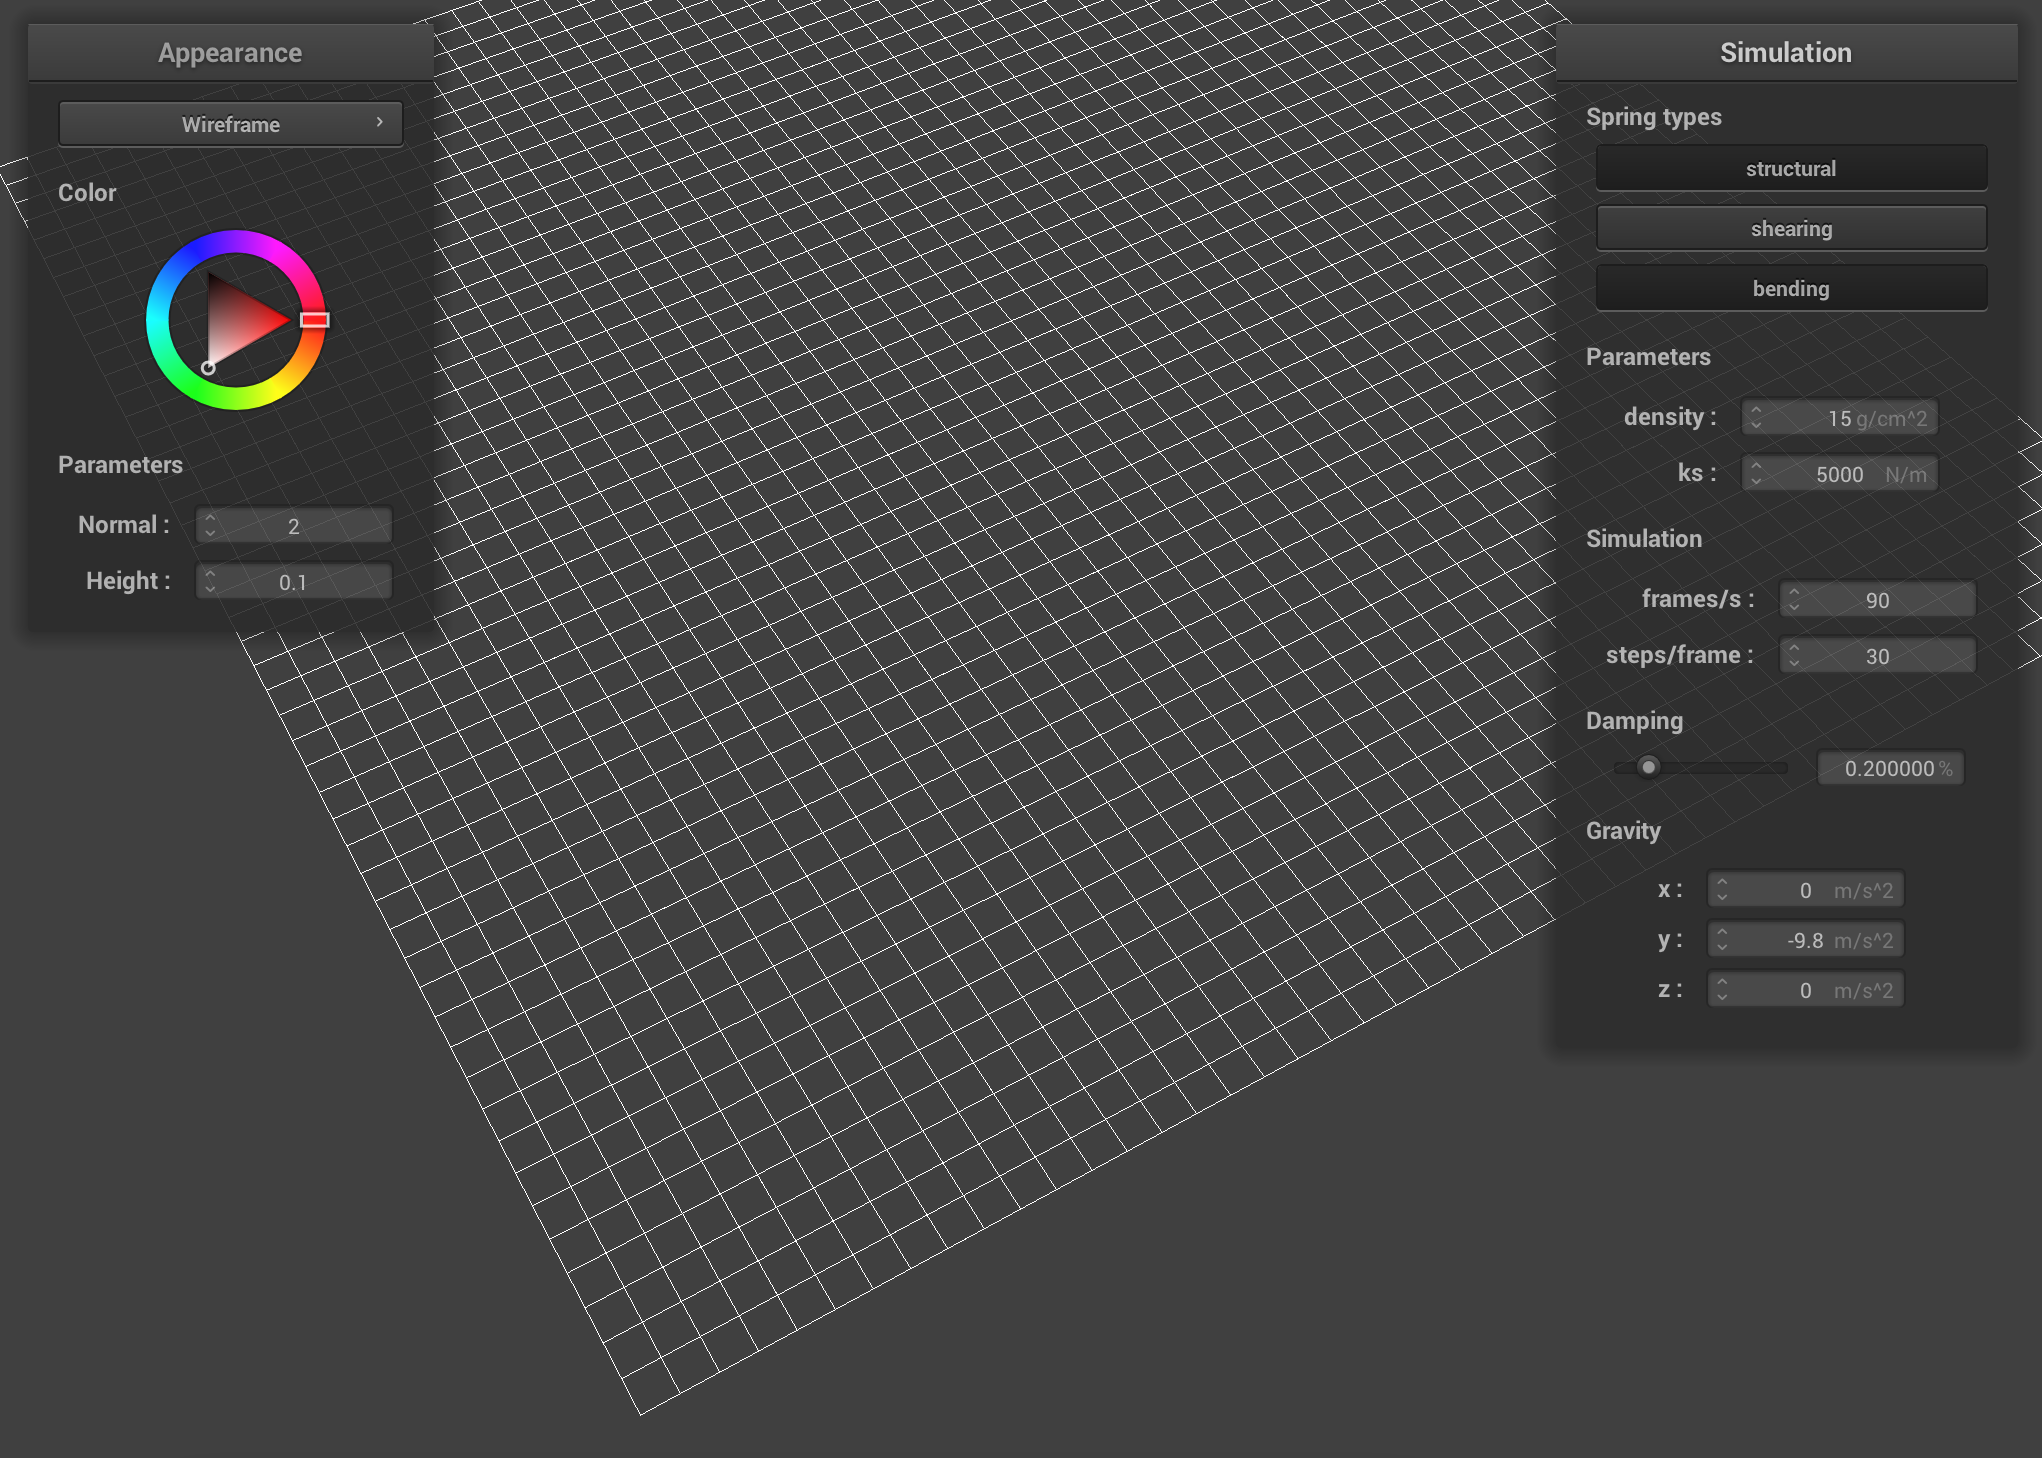 Appearance
Wireframe ›
Color
Parameters
Normal : 2
Height : 0.1
Simulation
Spring types
structural
shearing
bending
Parameters
density : 15 g/cm^2
ks : 5000 N/m
Simulation
frames/s : 90
steps/frame : 30
Damping
0.200000 %
Gravity
x : 0 m/s^2
y : -9.8 m/s^2
z : 0 m/s^2